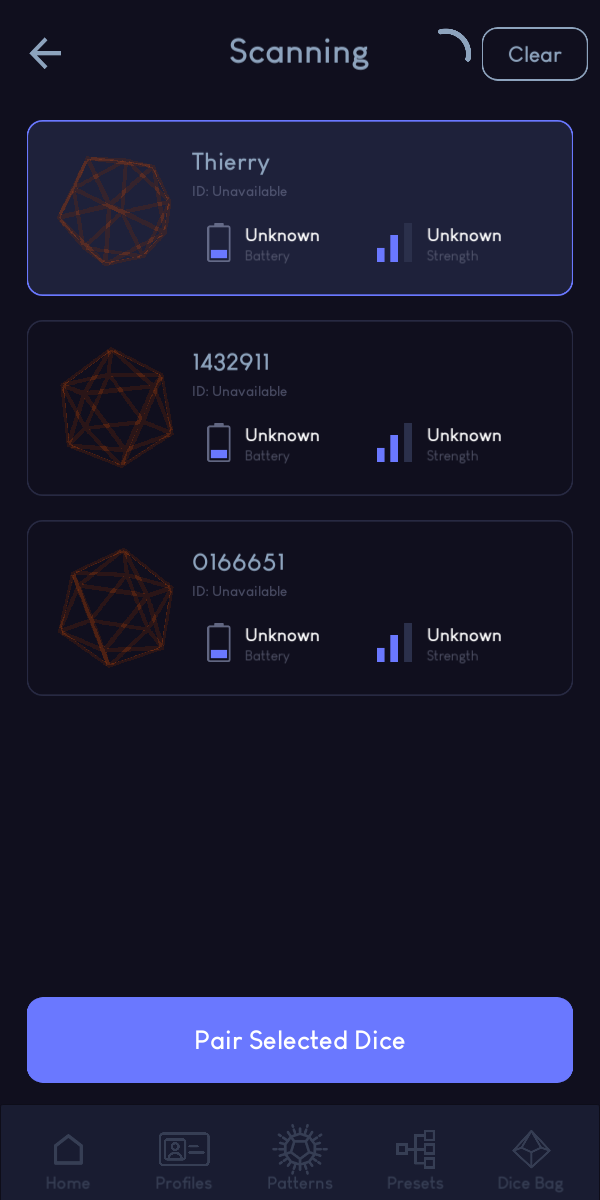 Scanning
Clear
Thierry
ID: Unavailable
Unknown
Battery
Unknown
Strength
1432911
ID: Unavailable
Unknown
Battery
Unknown
Strength
0166651
ID: Unavailable
Unknown
Battery
Unknown
Strength
Pair Selected Dice
Home
Profiles
Patterns
Presets
Dice Bag